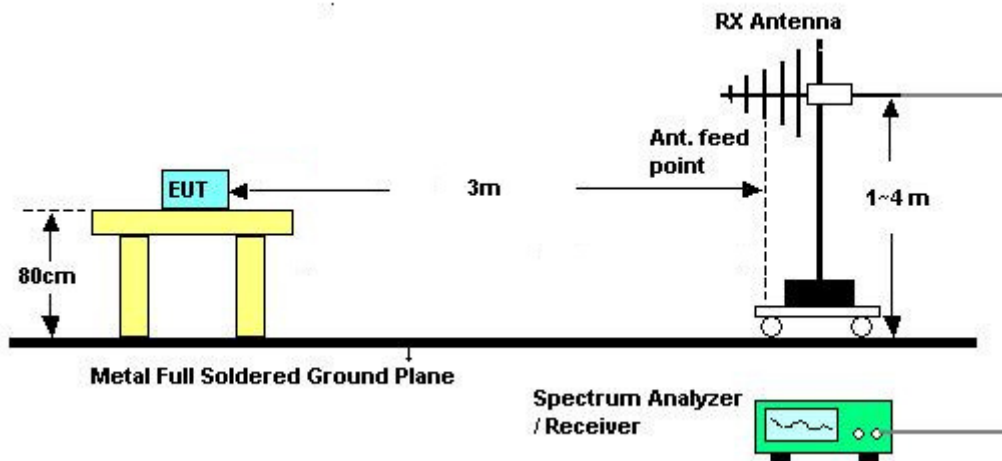 RX Antenna
Ant. feed
point
EUT
3m
1~4 m
80cm
Metal Full Soldered Ground Plane
Spectrum Analyzer
/ Receiver